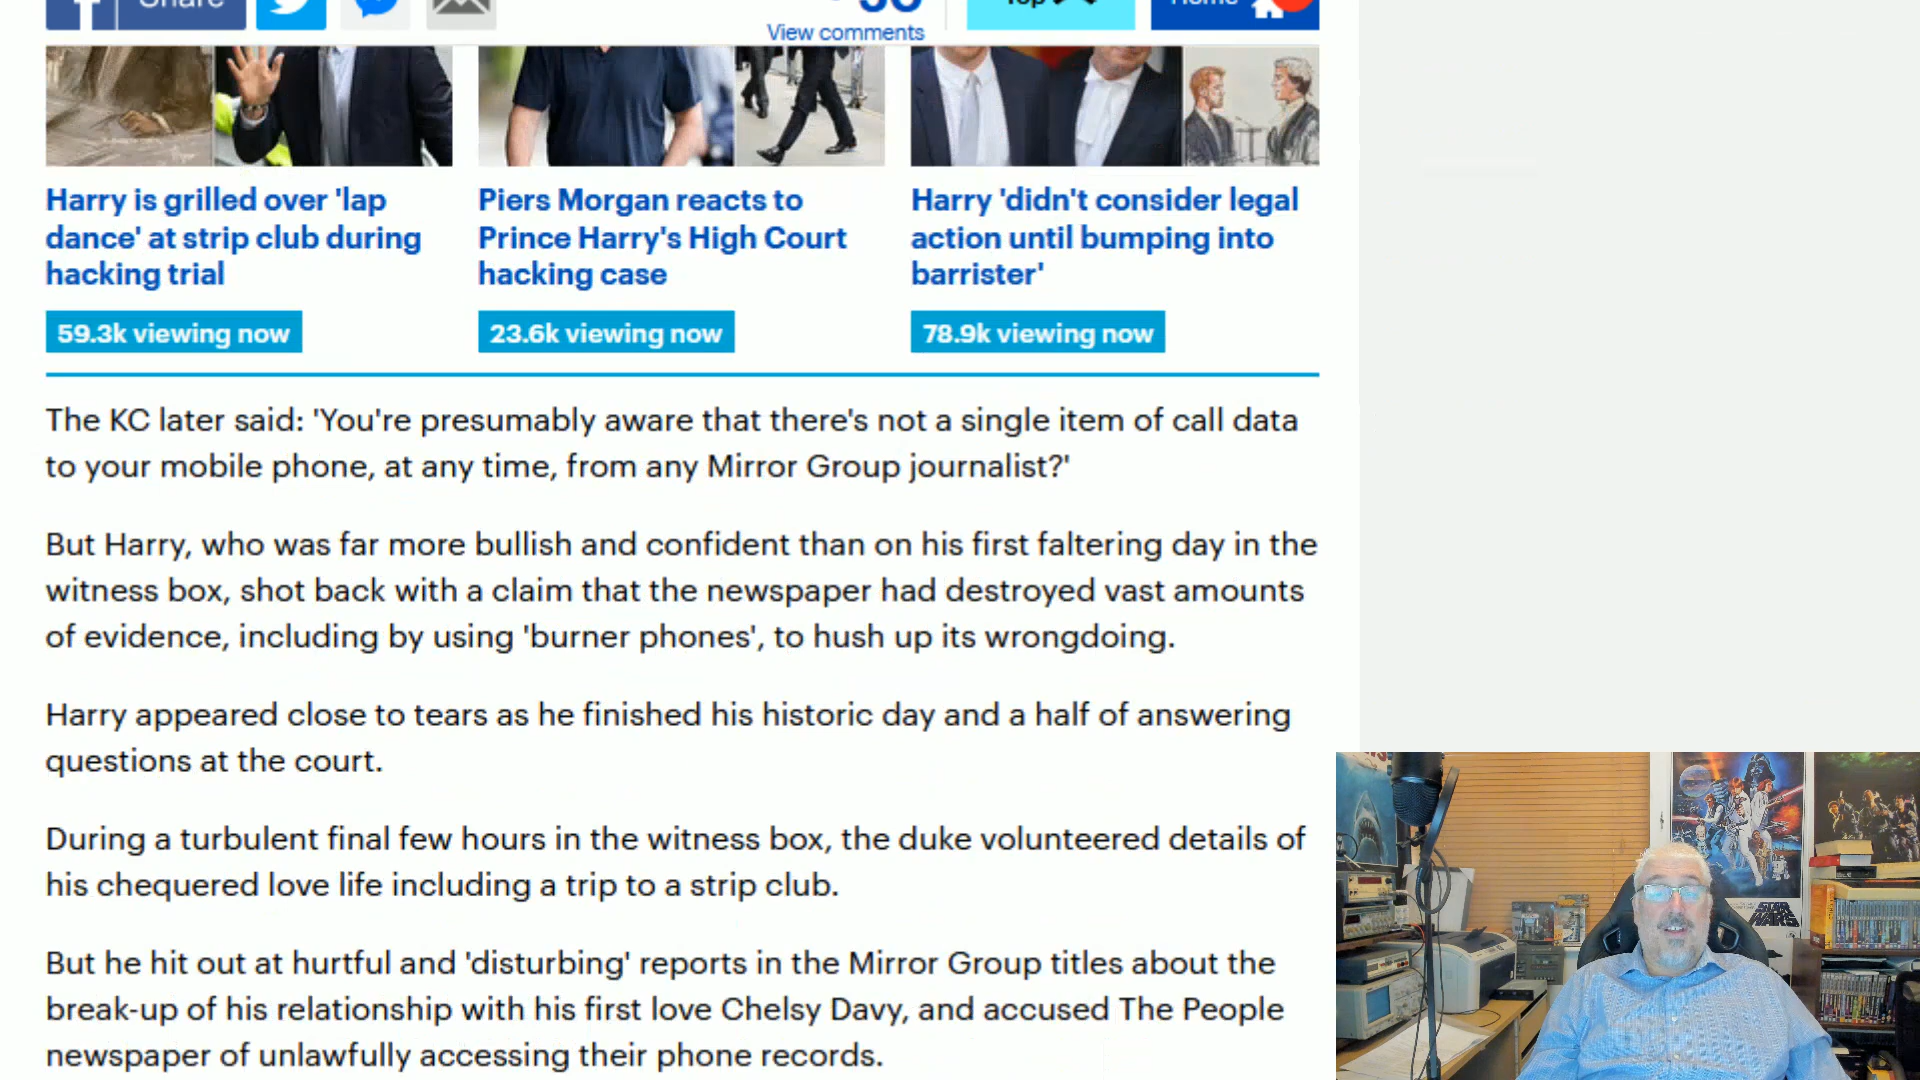 Share
View comments
Top
Home
Harry is grilled over 'lap
dance' at strip club during
hacking trial
59.3k viewing now
Piers Morgan reacts to
Prince Harry's High Court
hacking case
23.6k viewing now
Harry 'didn't consider legal
action until bumping into
barrister'
78.9k viewing now
The KC later said: 'You're presumably aware that there's not a single item of call data
to your mobile phone, at any time, from any Mirror Group journalist?'
But Harry, who was far more bullish and confident than on his first faltering day in the
witness box, shot back with a claim that the newspaper had destroyed vast amounts
of evidence, including by using 'burner phones', to hush up its wrongdoing.
Harry appeared close to tears as he finished his historic day and a half of answering
questions at the court.
During a turbulent final few hours in the witness box, the duke volunteered details of
his chequered love life including a trip to a strip club.
But he hit out at hurtful and 'disturbing' reports in the Mirror Group titles about the
break-up of his relationship with his first love Chelsy Davy, and accused The People
newspaper of unlawfully accessing their phone records.
STAR
WARS